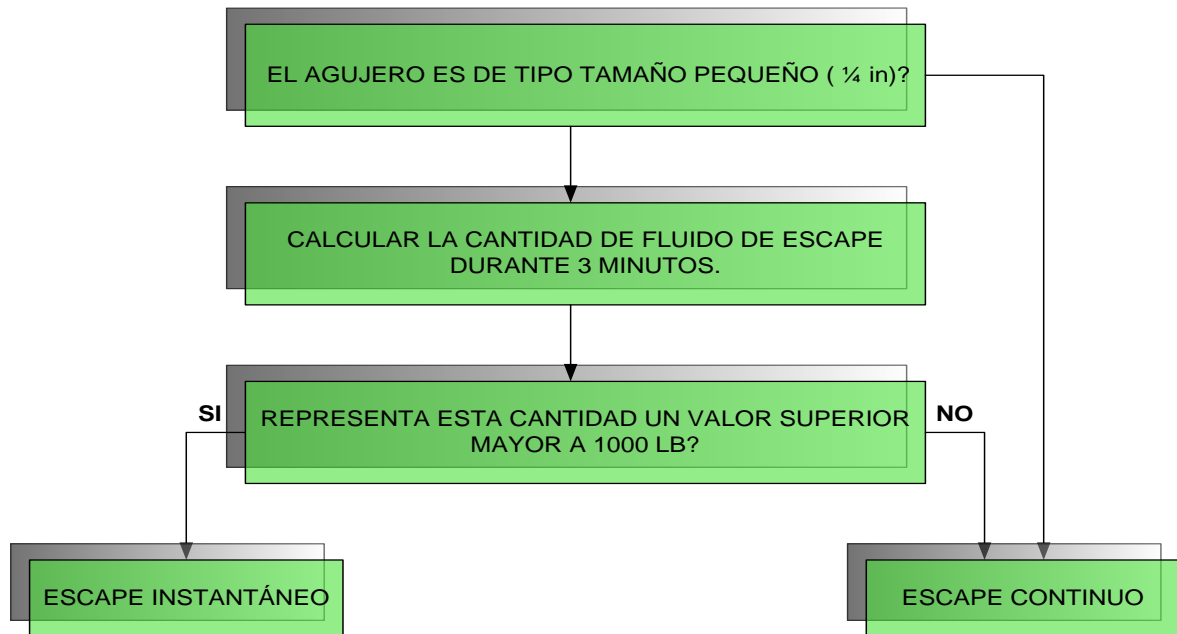 EL AGUJERO ES DE TIPO TAMAÑO PEQUEÑO ( ¼ in)?
CALCULAR LA CANTIDAD DE FLUIDO DE ESCAPE
DURANTE 3 MINUTOS.
SI
REPRESENTA ESTA CANTIDAD UN VALOR SUPERIOR
MAYOR A 1000 LB?
NO
ESCAPE INSTANTÁNEO
ESCAPE CONTINUO